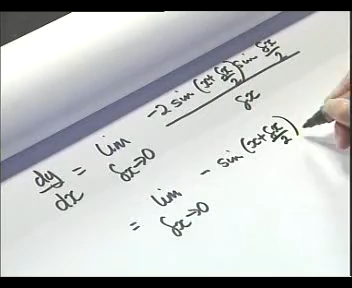 dy/dx = lim δx→0 -2 sin (x+δx/2) sin δx/2 / δx
= lim δx→0 - sin (x+δx/2)